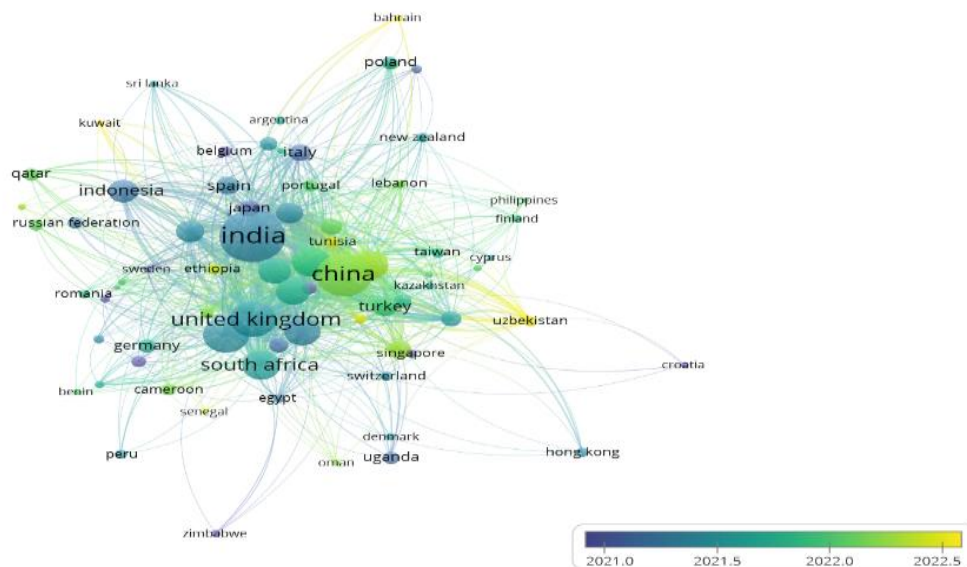 bahrain
poland
sri lanka
argentina
kuwait
new zealand
belgium
italy
qatar
indonesia
spain
portugal
lebanon
japan
philippines
russian federation
india
tunisia
finland
taiwan
cyprus
sweden
ethiopia
china
kazakhstan
romania
turkey
united kingdom
uzbekistan
germany
singapore
south africa
switzerland
croatia
benin
cameroon
egypt
senegal
denmark
peru
oman
uganda
hong kong
zimbabwe
2021.0 2021.5 2022.0 2022.5